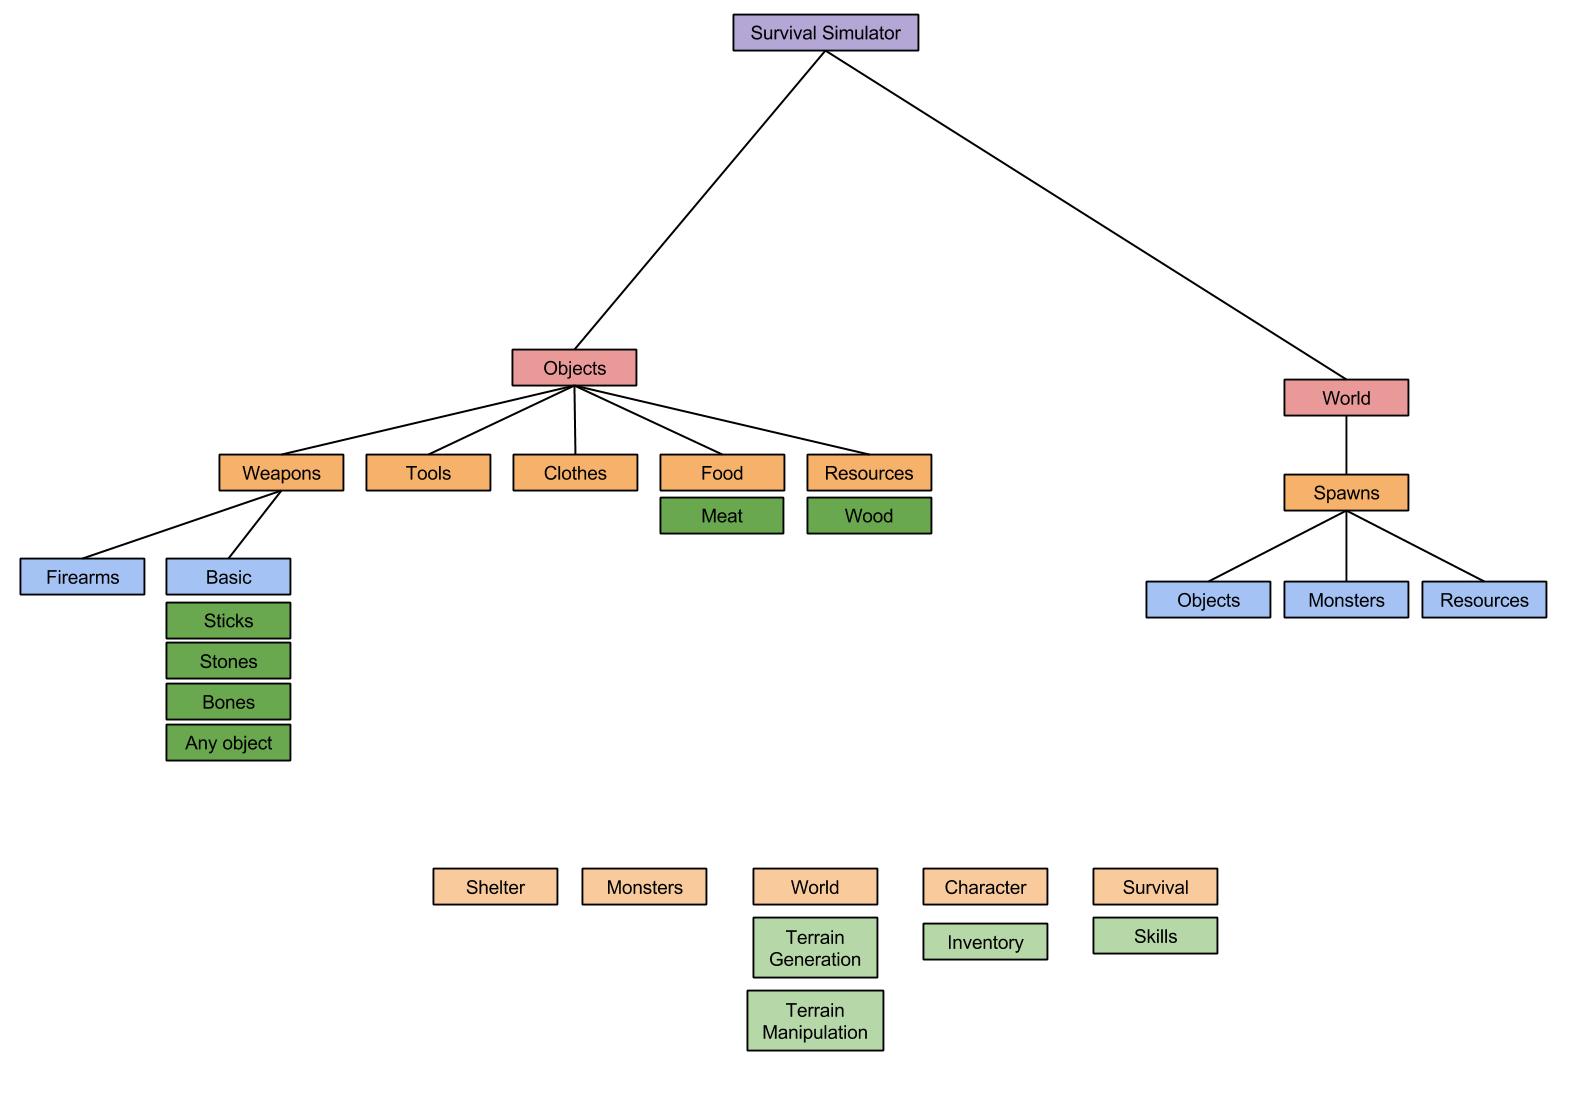 Survival Simulator
Objects
World
Weapons
Tools
Clothes
Food
Resources
Spawns
Meat
Wood
Firearms
Basic
Objects
Monsters
Resources
Sticks
Stones
Bones
Any object
Shelter
Monsters
World
Character
Survival
Terrain
Generation
Inventory
Skills
Terrain
Manipulation